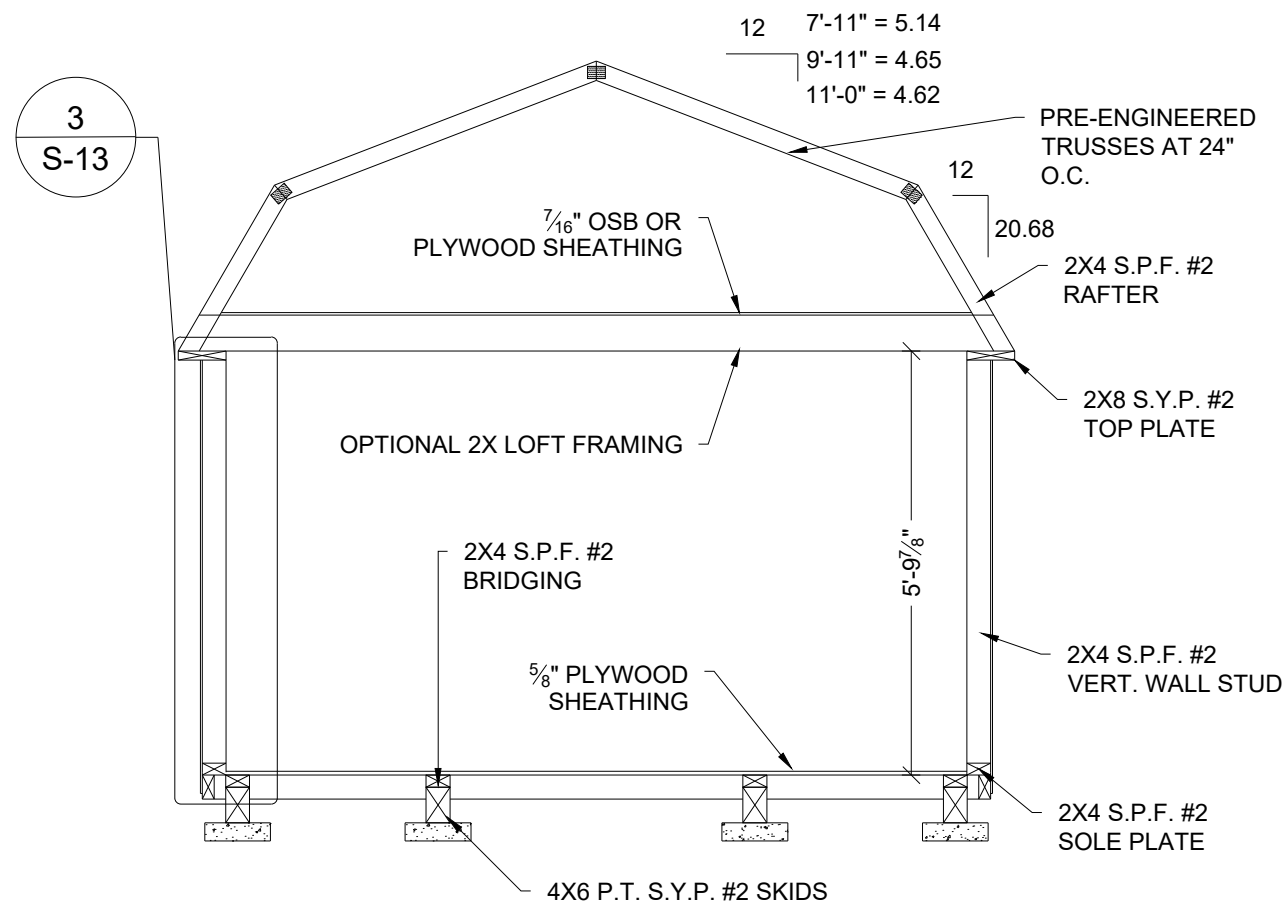 12
7'-11" = 5.14
9'-11" = 4.65
11'-0" = 4.62
3
S-13
PRE-ENGINEERED
TRUSSES AT 24"
O.C.
12
20.68
7/16" OSB OR
PLYWOOD SHEATHING
2X4 S.P.F. #2
RAFTER
2X8 S.Y.P. #2
TOP PLATE
OPTIONAL 2X LOFT FRAMING
5'-9 7/8"
2X4 S.P.F. #2
BRIDGING
5/8" PLYWOOD
SHEATHING
2X4 S.P.F. #2
VERT. WALL STUD
2X4 S.P.F. #2
SOLE PLATE
4X6 P.T. S.Y.P. #2 SKIDS